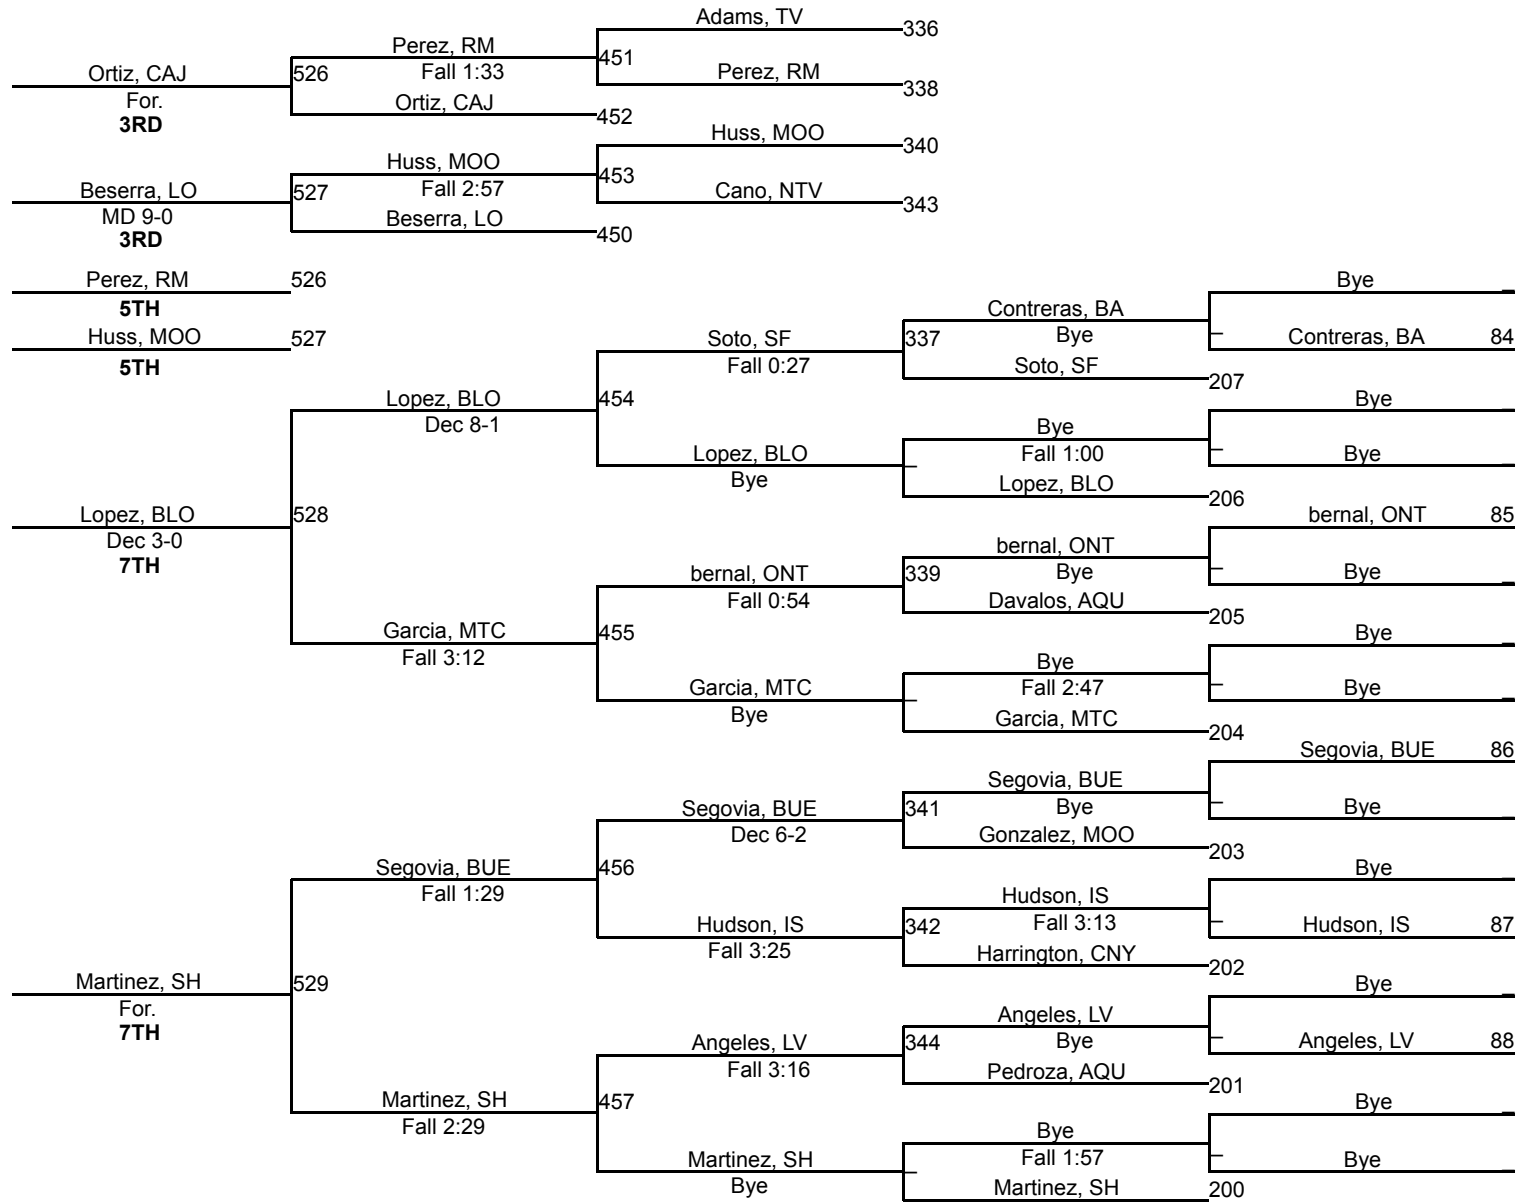 Adams, TV
336
Perez, RM
451
Ortiz, CAJ
526
Fall 1:33
Perez, RM
338
For.
Ortiz, CAJ
452
3RD
Huss, MOO
340
Huss, MOO
453
Beserra, LO
527
Fall 2:57
Cano, NTV
343
MD 9-0
Beserra, LO
450
3RD
Perez, RM
526
Bye
5TH
Contreras, BA
Huss, MOO
527
Soto, SF
337
Bye
Contreras, BA
84
5TH
Fall 0:27
Soto, SF
207
Lopez, BLO
454
Bye
Dec 8-1
Bye
Lopez, BLO
Fall 1:00
Bye
Bye
Lopez, BLO
206
Lopez, BLO
528
bernal, ONT
85
Dec 3-0
bernal, ONT
7TH
bernal, ONT
339
Bye
Bye
Fall 0:54
Davalos, AQU
205
Garcia, MTC
455
Bye
Fall 3:12
Bye
Garcia, MTC
Fall 2:47
Bye
Bye
Garcia, MTC
204
Segovia, BUE
86
Segovia, BUE
Segovia, BUE
341
Bye
Bye
Dec 6-2
Gonzalez, MOO
203
Segovia, BUE
456
Bye
Fall 1:29
Hudson, IS
Hudson, IS
342
Fall 3:13
Hudson, IS
87
Fall 3:25
Harrington, CNY
202
Martinez, SH
529
Bye
For.
Angeles, LV
7TH
Angeles, LV
344
Bye
Angeles, LV
88
Fall 3:16
Pedroza, AQU
201
Martinez, SH
457
Bye
Fall 2:29
Bye
Martinez, SH
Fall 1:57
Bye
Bye
Martinez, SH
200